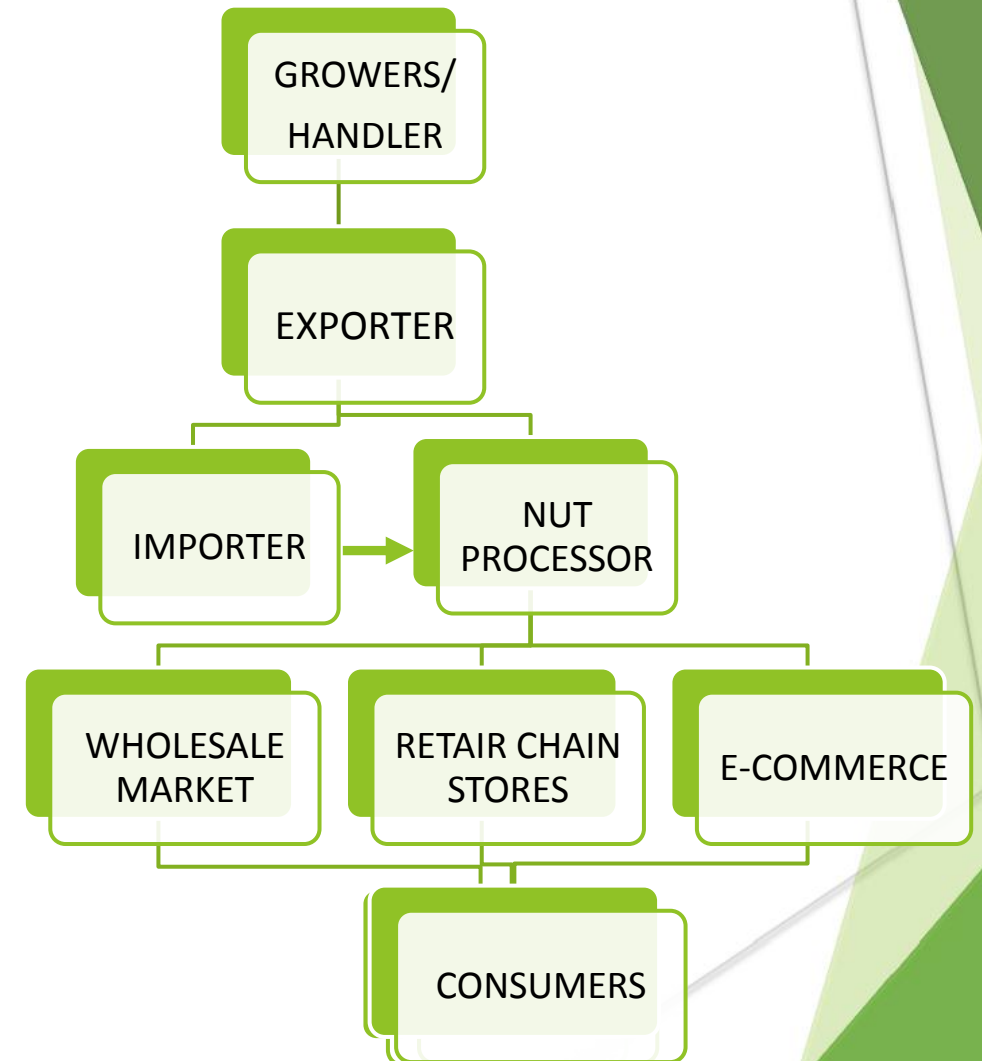 GROWERS/
HANDLER
EXPORTER
IMPORTER
NUT
PROCESSOR
WHOLESALE
MARKET
RETAIR CHAIN
STORES
E-COMMERCE
CONSUMERS